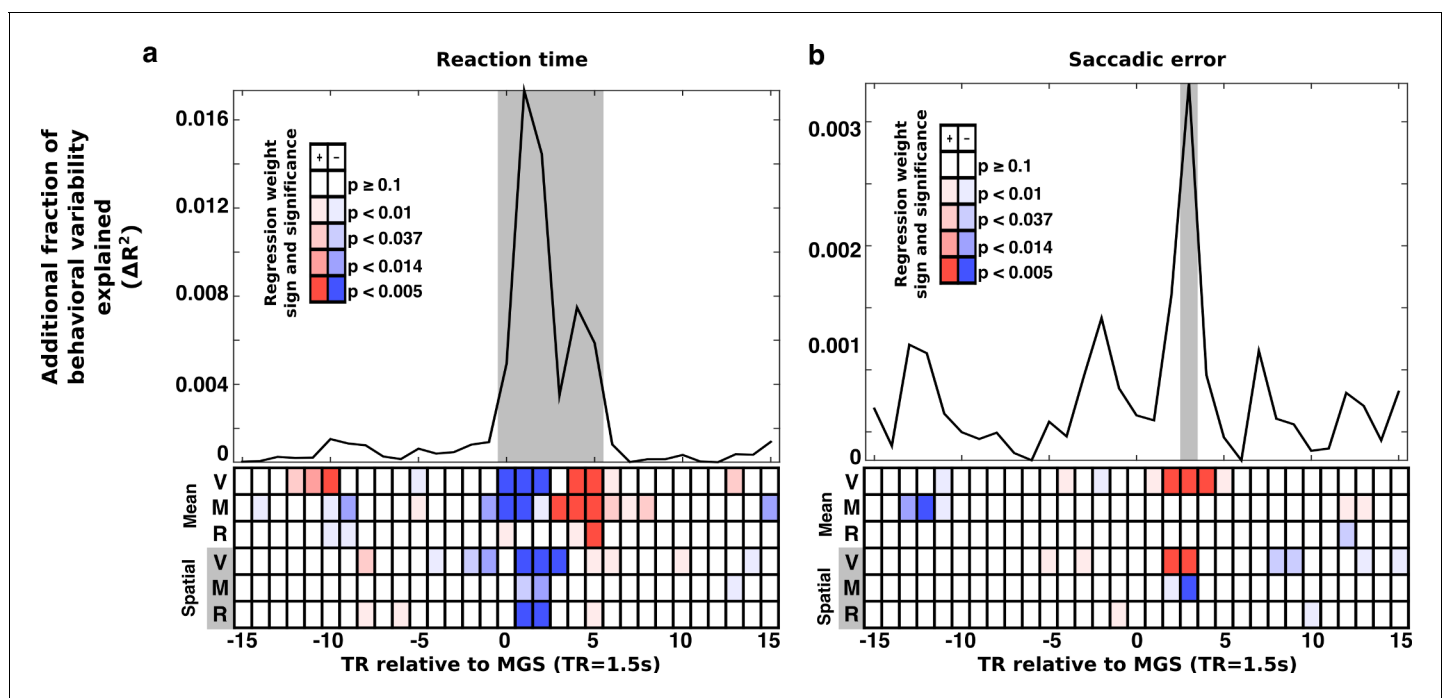 a
Reaction time
Additional fraction of
behavioral variability
explained
(ΔR²)
0.016
0.012
0.008
0.004
0
Regression weight
sign and significance
+ −
p ≥ 0.1
p < 0.01
p < 0.037
p < 0.014
p < 0.005
Mean
V
M
R
Spatial
V
M
R
-15 -10 -5 0 5 10 15
TR relative to MGS (TR=1.5s)
b
Saccadic error
0.003
0.002
0.001
0
Regression weight
sign and significance
+ −
p ≥ 0.1
p < 0.01
p < 0.037
p < 0.014
p < 0.005
Mean
V
M
R
Spatial
V
M
R
-15 -10 -5 0 5 10 15
TR relative to MGS (TR=1.5s)